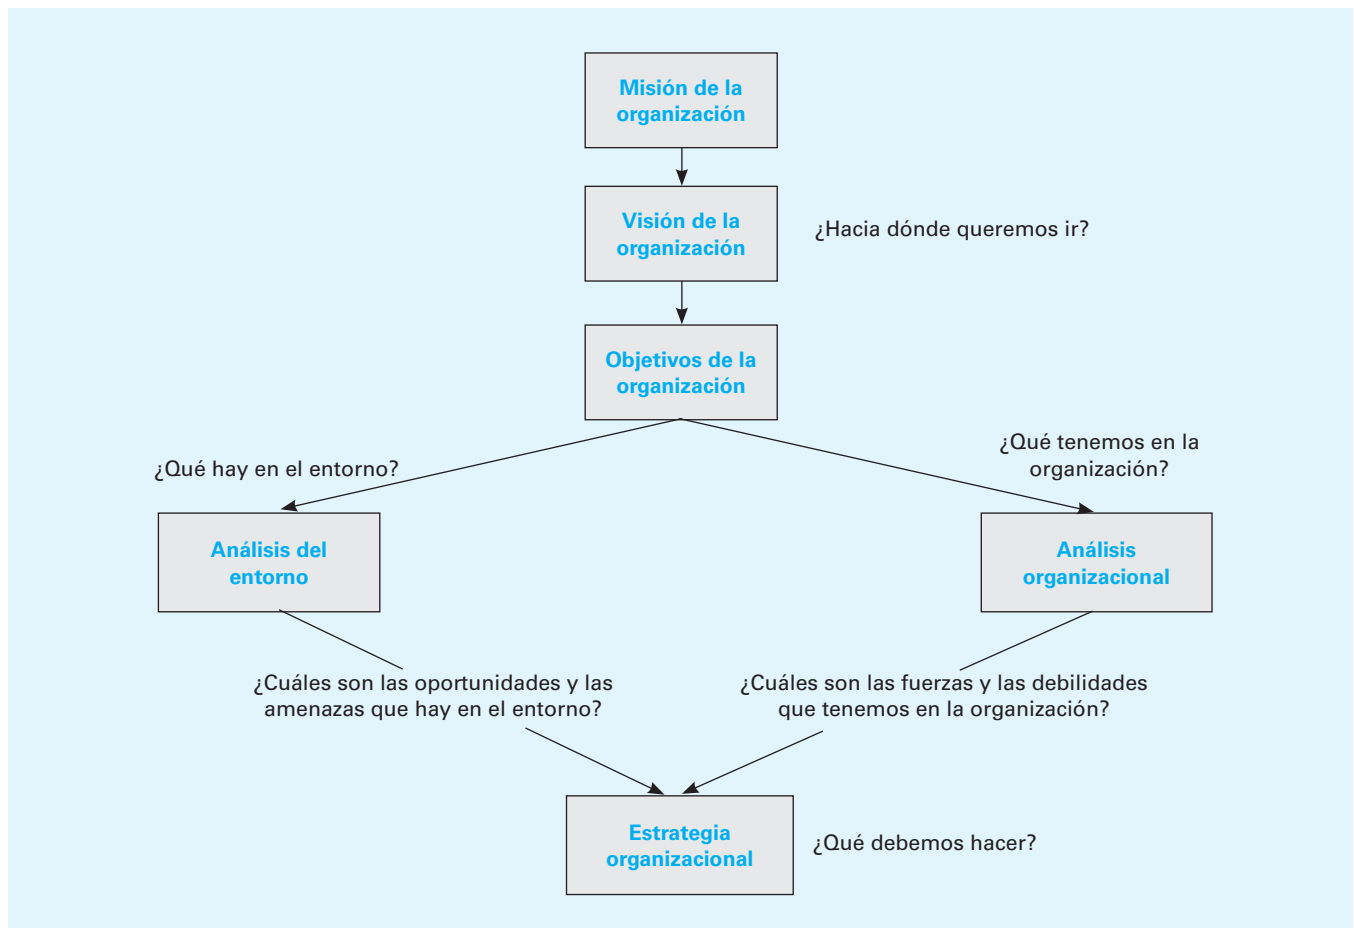 Misión de la
organización
Visión de la
organización
¿Hacia dónde queremos ir?
Objetivos de la
organización
¿Qué hay en el entorno?
¿Qué tenemos en la
organización?
Análisis del
entorno
Análisis
organizacional
¿Cuáles son las oportunidades y las
amenazas que hay en el entorno?
¿Cuáles son las fuerzas y las debilidades
que tenemos en la organización?
Estrategia
organizacional
¿Qué debemos hacer?